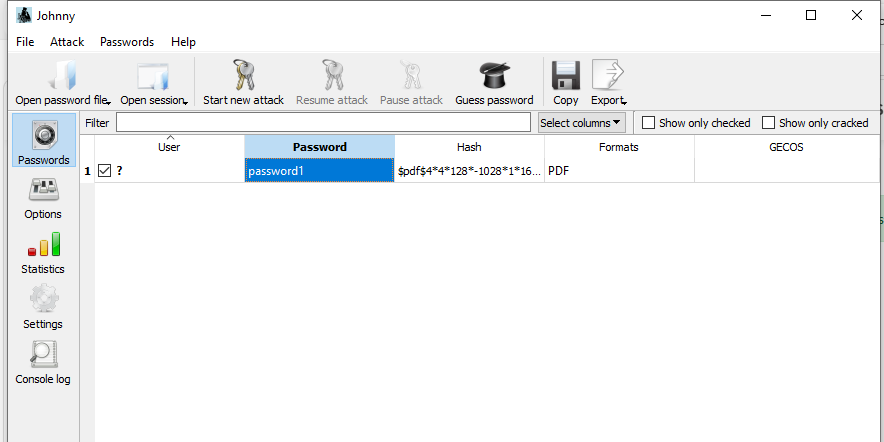 Johnny
File Attack Passwords Help
Open password file Open session Start new attack Resume attack Pause attack Guess password Copy Export
Filter Select columns Show only checked Show only cracked
Passwords
User Password Hash Formats GECOS
1 ? password1 $pdf$4*4*128*-1028*1*16... PDF
Options
Statistics
Settings
Console log